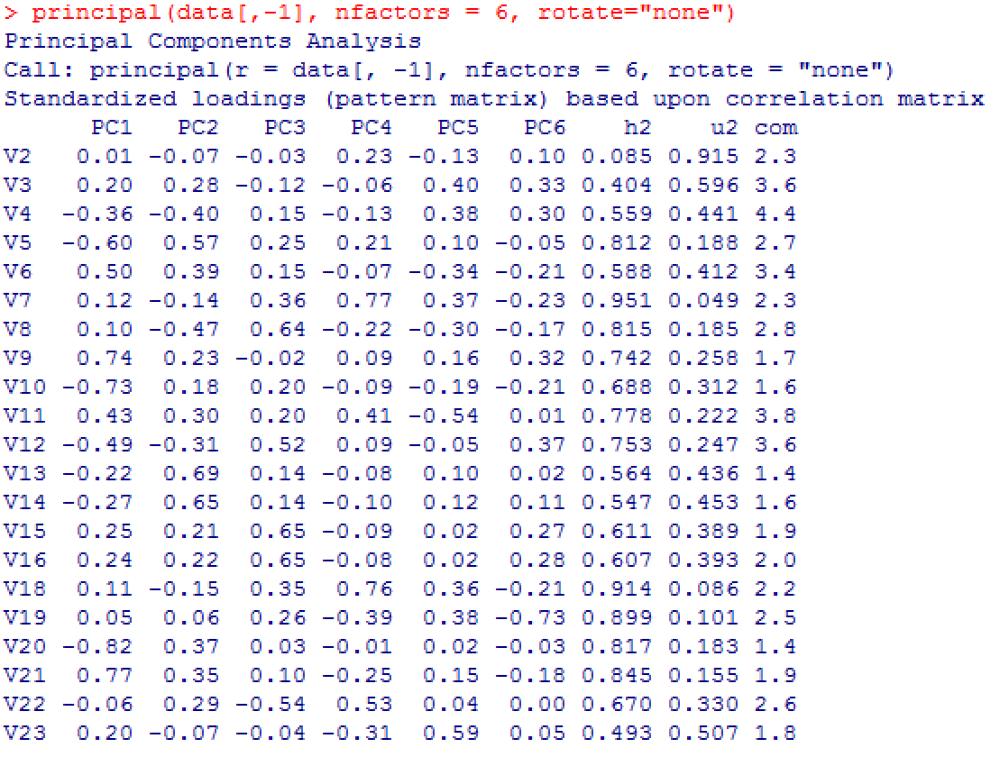 > principal(data[,-1], nfactors = 6, rotate="none")
Principal Components Analysis
Call: principal(r = data[, -1], nfactors = 6, rotate = "none")
Standardized loadings (pattern matrix) based upon correlation matrix
      PC1   PC2   PC3   PC4   PC5   PC6    h2    u2 com
V2   0.01 -0.07 -0.03  0.23 -0.13  0.10 0.085 0.915 2.3
V3   0.20  0.28 -0.12 -0.06  0.40  0.33 0.404 0.596 3.6
V4  -0.36 -0.40  0.15 -0.13  0.38  0.30 0.559 0.441 4.4
V5  -0.60  0.57  0.25  0.21  0.10 -0.05 0.812 0.188 2.7
V6   0.50  0.39  0.15 -0.07 -0.34 -0.21 0.588 0.412 3.4
V7   0.12 -0.14  0.36  0.77  0.37 -0.23 0.951 0.049 2.3
V8   0.10 -0.47  0.64 -0.22 -0.30 -0.17 0.815 0.185 2.8
V9   0.74  0.23 -0.02  0.09  0.16  0.32 0.742 0.258 1.7
V10 -0.73  0.18  0.20 -0.09 -0.19 -0.21 0.688 0.312 1.6
V11  0.43  0.30  0.20  0.41 -0.54  0.01 0.778 0.222 3.8
V12 -0.49 -0.31  0.52  0.09 -0.05  0.37 0.753 0.247 3.6
V13 -0.22  0.69  0.14 -0.08  0.10  0.02 0.564 0.436 1.4
V14 -0.27  0.65  0.14 -0.10  0.12  0.11 0.547 0.453 1.6
V15  0.25  0.21  0.65 -0.09  0.02  0.27 0.611 0.389 1.9
V16  0.24  0.22  0.65 -0.08  0.02  0.28 0.607 0.393 2.0
V18  0.11 -0.15  0.35  0.76  0.36 -0.21 0.914 0.086 2.2
V19  0.05  0.06  0.26 -0.39  0.38 -0.73 0.899 0.101 2.5
V20 -0.82  0.37  0.03 -0.01  0.02 -0.03 0.817 0.183 1.4
V21  0.77  0.35  0.10 -0.25  0.15 -0.18 0.845 0.155 1.9
V22 -0.06  0.29 -0.54  0.53  0.04  0.00 0.670 0.330 2.6
V23  0.20 -0.07 -0.04 -0.31  0.59  0.05 0.493 0.507 1.8